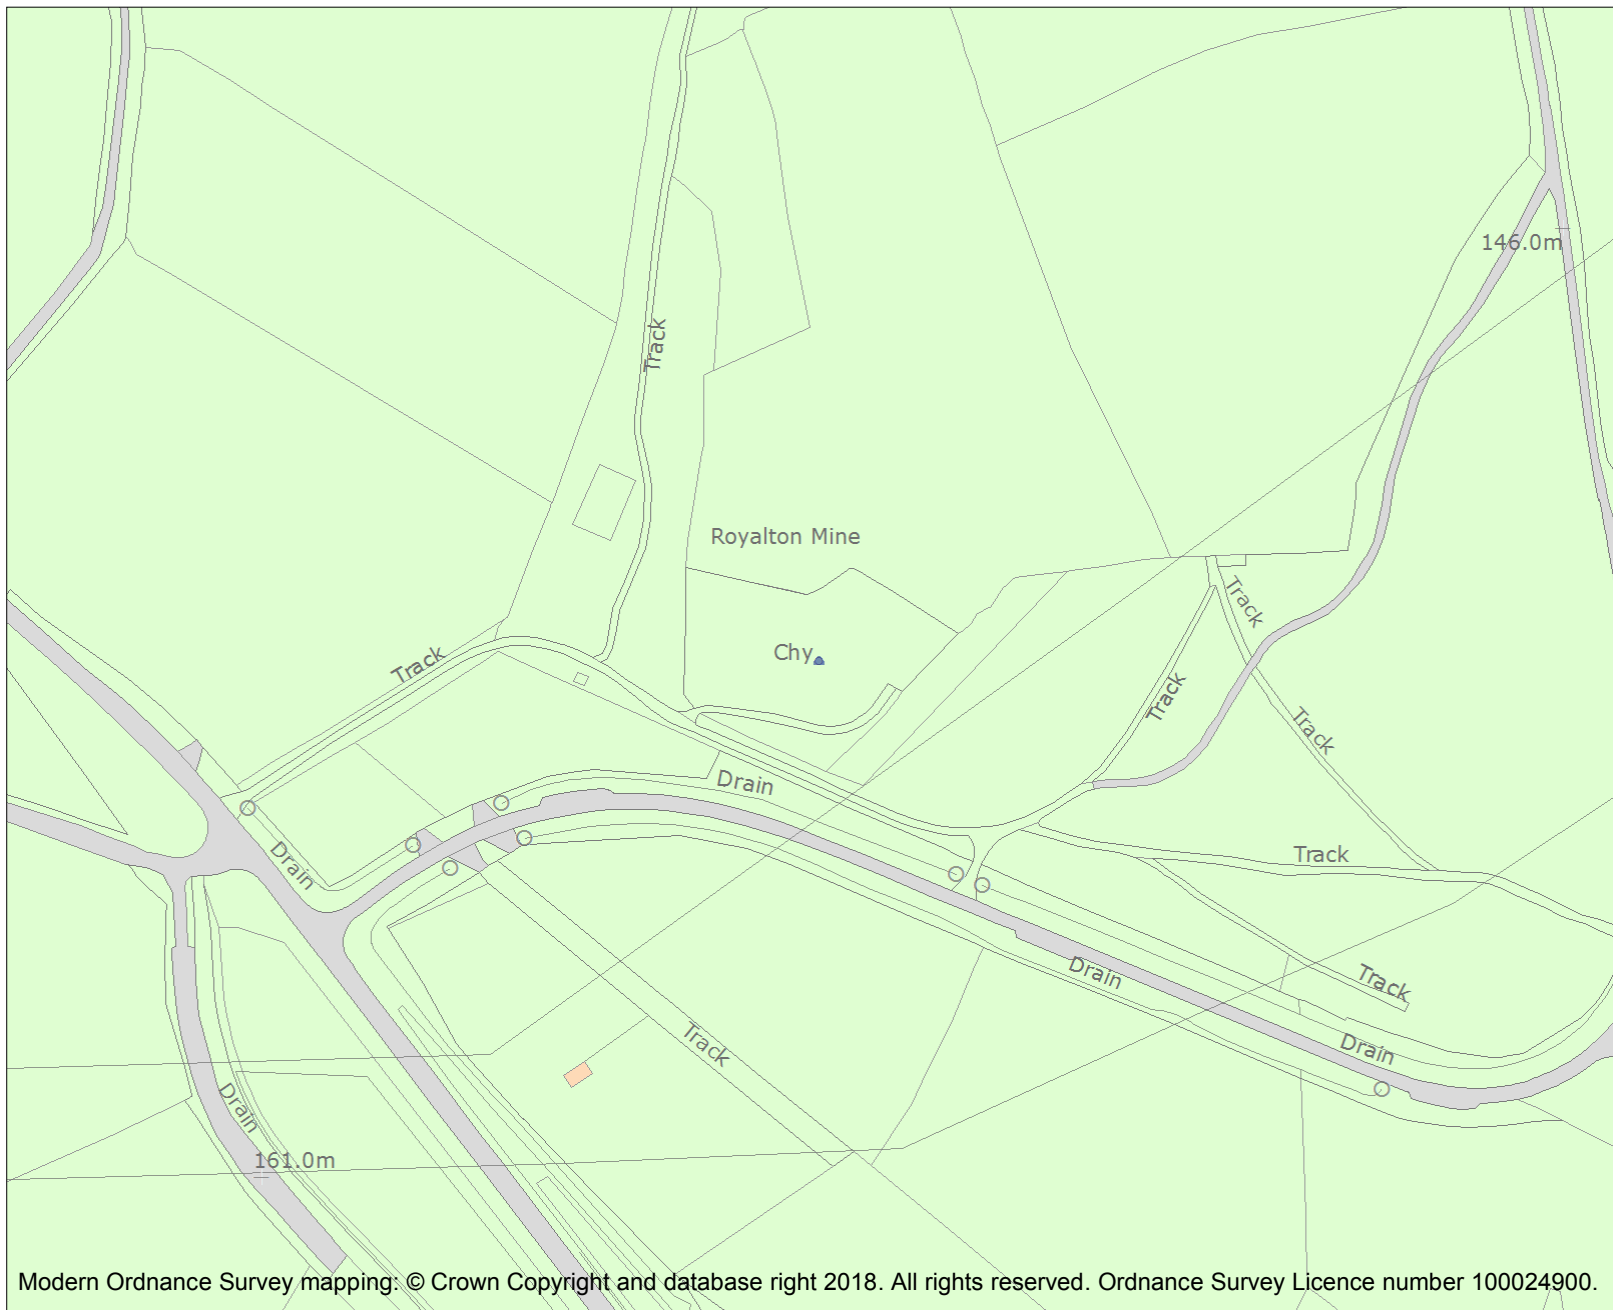 146.0m
Track
Royalton Mine
Track
Chy
Track
Track
Track
Drain
Track
Drain
Drain
Track
Track
Drain
Drain
161.0m
Modern Ordnance Survey mapping: © Crown Copyright and database right 2018. All rights reserved. Ordnance Survey Licence number 100024900.